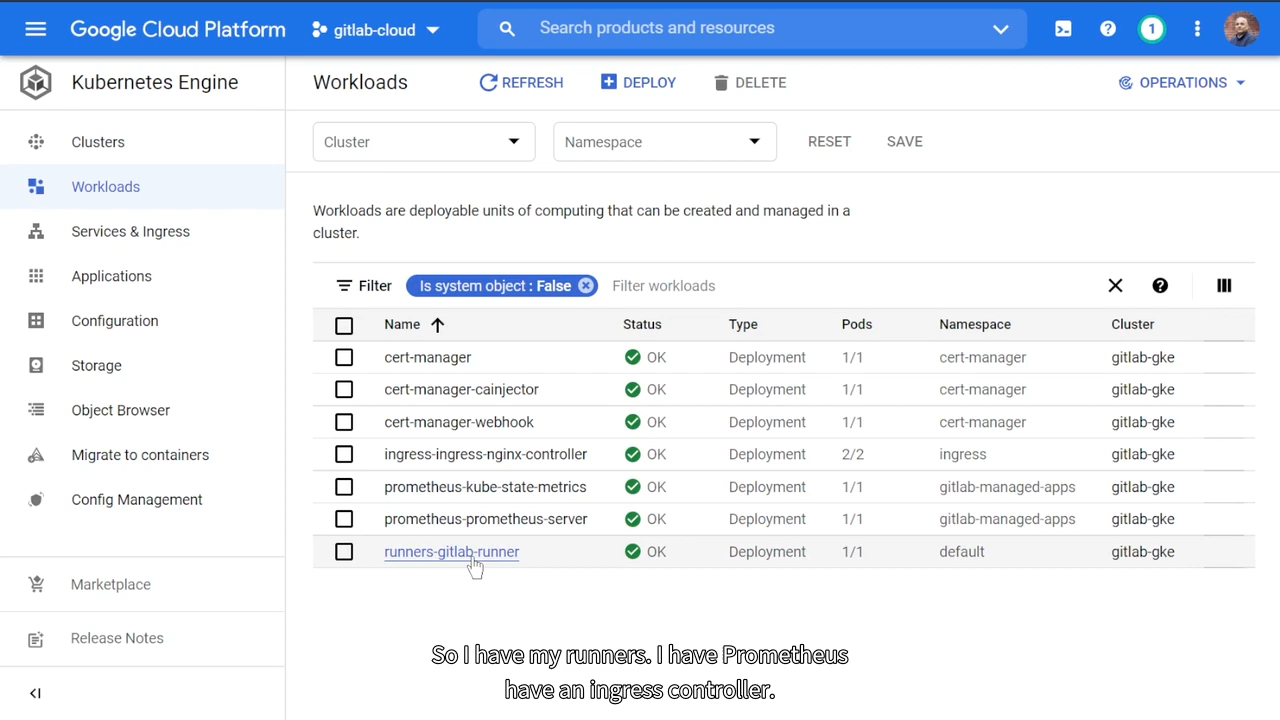 Google Cloud Platform
gitlab-cloud
Search products and resources
1
Kubernetes Engine
Workloads
REFRESH
DEPLOY
DELETE
OPERATIONS
Clusters
Workloads
Services & Ingress
Applications
Configuration
Storage
Object Browser
Migrate to containers
Config Management
Marketplace
Release Notes
Cluster
Namespace
RESET
SAVE
Workloads are deployable units of computing that can be created and managed in a
cluster.
Filter
Is system object : False
Filter workloads
Name Status Type Pods Namespace Cluster
cert-manager OK Deployment 1/1 cert-manager gitlab-gke
cert-manager-cainjector OK Deployment 1/1 cert-manager gitlab-gke
cert-manager-webhook OK Deployment 1/1 cert-manager gitlab-gke
ingress-ingress-nginx-controller OK Deployment 2/2 ingress gitlab-gke
prometheus-kube-state-metrics OK Deployment 1/1 gitlab-managed-apps gitlab-gke
prometheus-prometheus-server OK Deployment 1/1 gitlab-managed-apps gitlab-gke
runners-gitlab-runner OK Deployment 1/1 default gitlab-gke
So I have my runners. I have Prometheus
have an ingress controller.